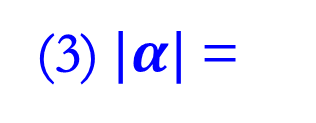 (3) |α| =